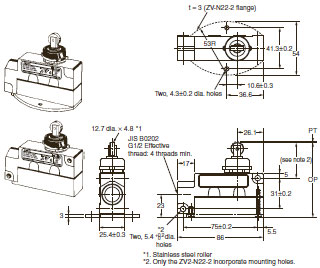 t = 3 (ZV-N22-2 flange)
53R
41.3±0.2
54
10.6±0.3
Two, 4.3±0.2 dia. holes
36.6
12.7 dia. × 4.8 *1
JIS B0202
G1/2 Effective
thread: 4 threads min.
26.1
PT
(see note 2)
OP
17
5
31±0.2
23
3
25.4±0.3
*2
Two, 5.4 dia.
holes
75±0.2
86
5.5
*1. Stainless steel roller
*2. Only the ZV2-N22-2 incorporate mounting holes.